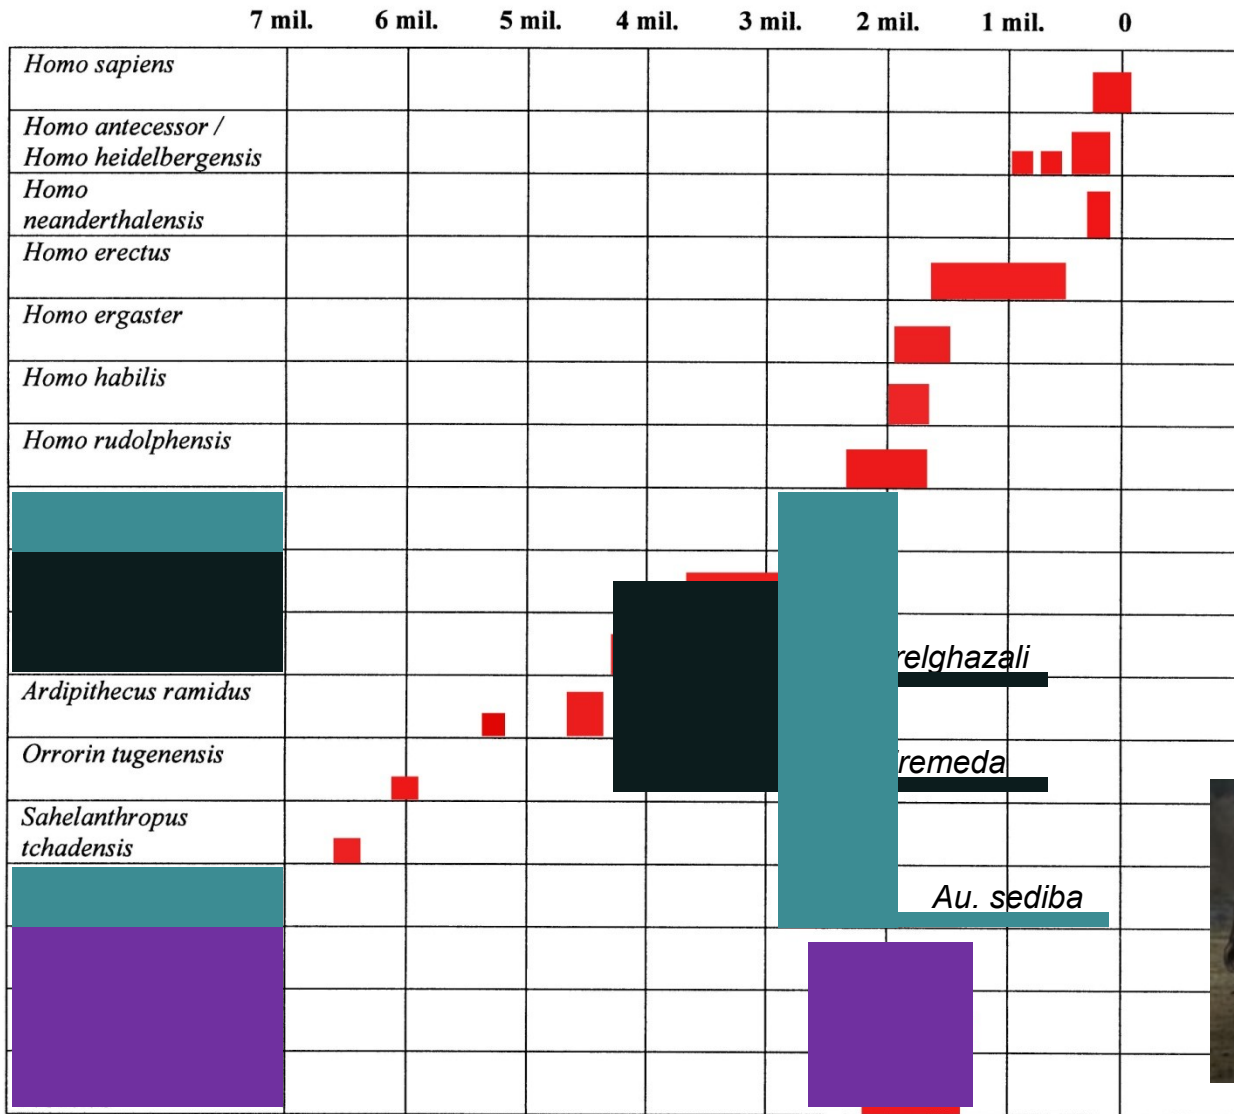 7 mil. 6 mil. 5 mil. 4 mil. 3 mil. 2 mil. 1 mil. 0
Homo sapiens
Homo antecessor /
Homo heidelbergensis
Homo
neanderthalensis
Homo erectus
Homo ergaster
Homo habilis
Homo rudolphensis
relghazali
Ardipithecus ramidus
Orrorin tugenensis
iremeda
Sahelanthropus
tchadensis
Au. sediba